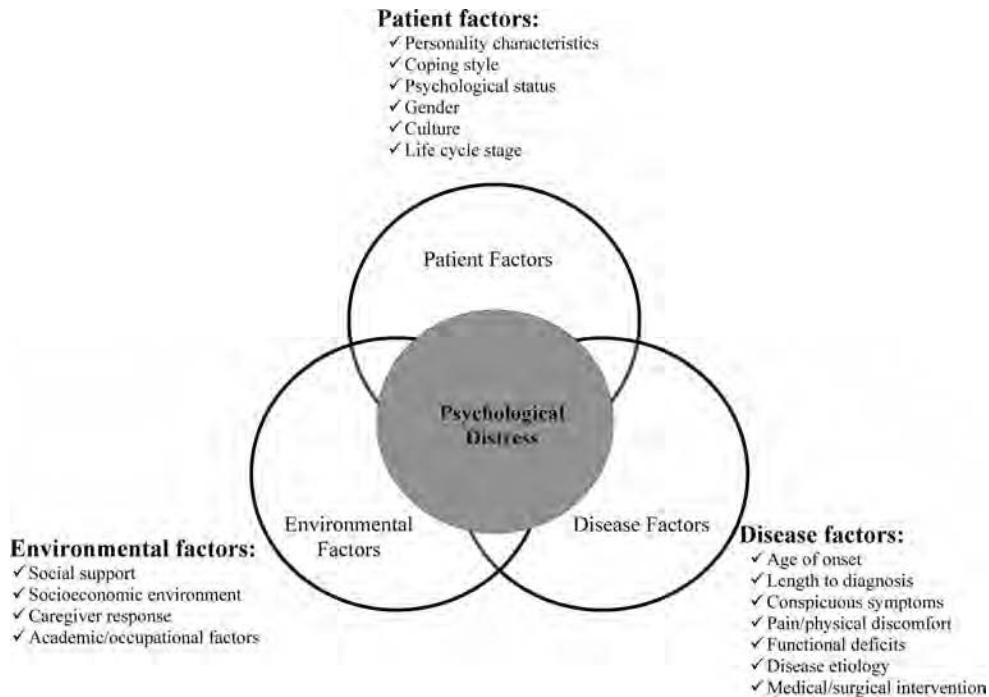 Patient factors:
✓Personality characteristics
✓Coping style
✓Psychological status
✓Gender
✓Culture
✓Life cycle stage
Patient Factors
Psychological
Distress
Environmental
Factors
Disease Factors
Environmental factors:
✓Social support
✓Socioeconomic environment
✓Caregiver response
✓Academic/occupational factors
Disease factors:
✓Age of onset
✓Length to diagnosis
✓Conspicuous symptoms
✓Pain/physical discomfort
✓Functional deficits
✓Disease etiology
✓Medical/surgical intervention